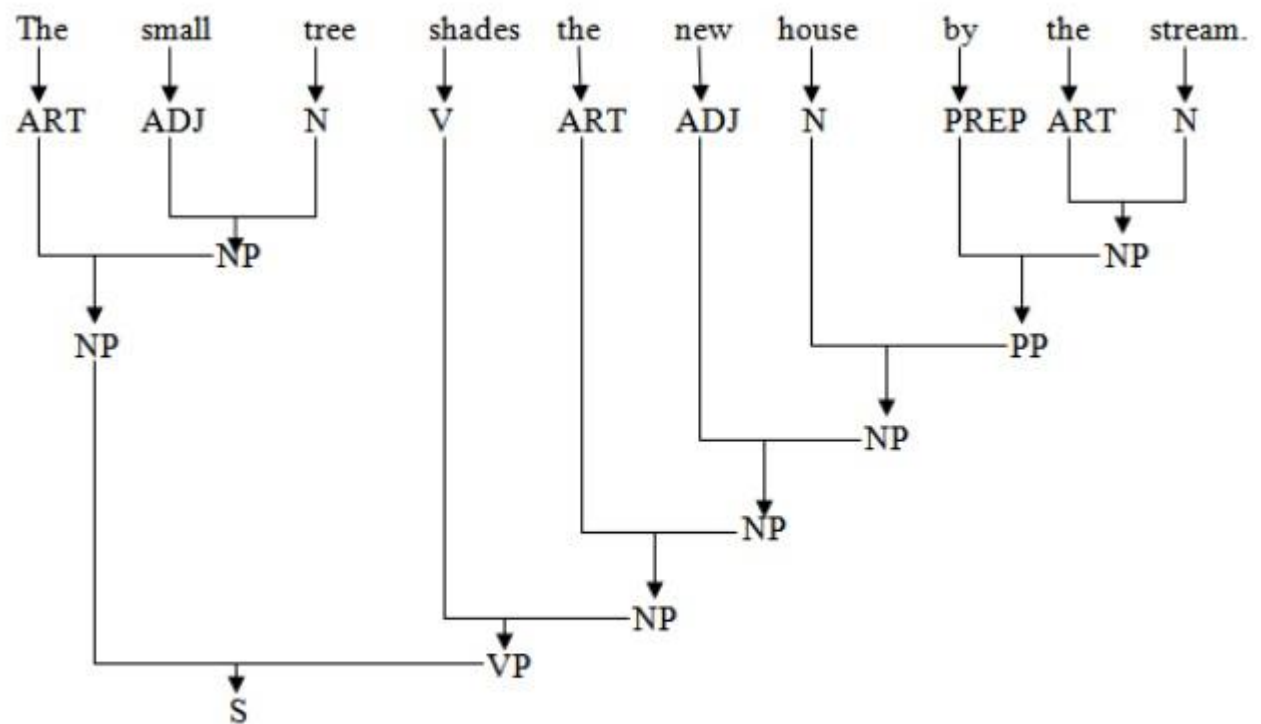 The small tree shades the new house by the stream.
ART ADJ N V ART ADJ N PREP ART N
NP NP
NP PP
NP
NP
NP
VP
S